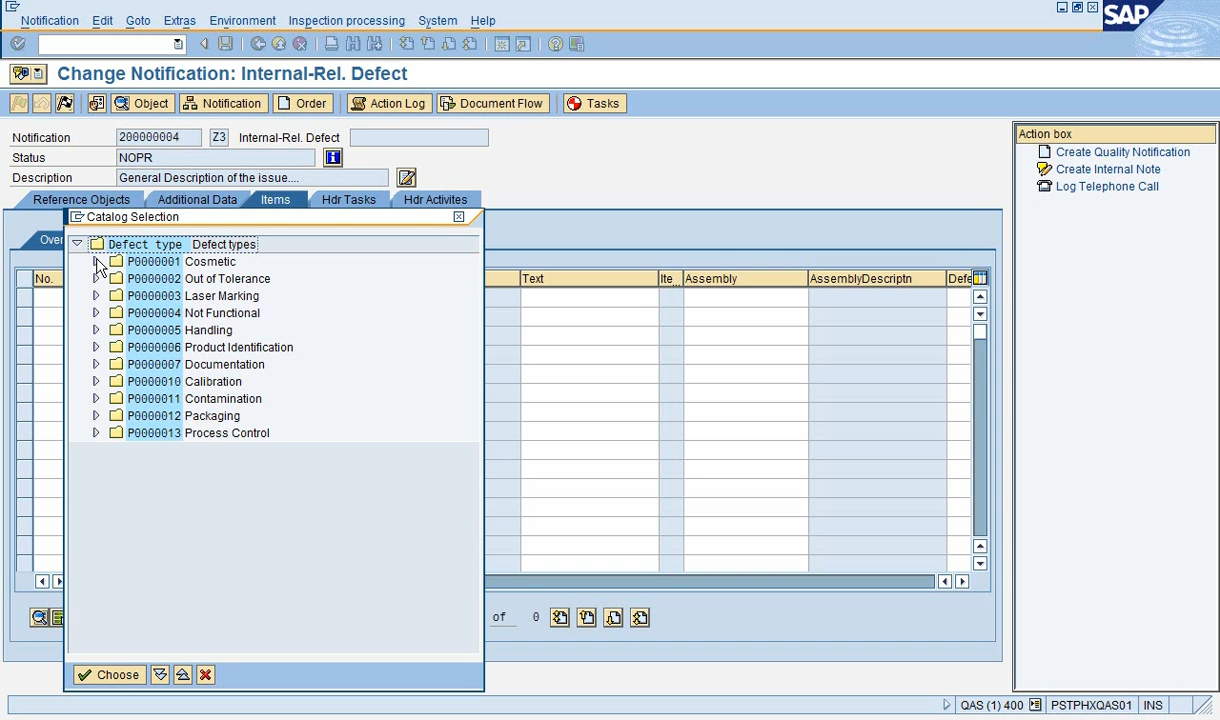 Notification Edit Goto Extras Environment Inspection processing System Help
SAP
Change Notification: Internal-Rel. Defect
Object Notification Order Action Log Document Flow Tasks
Notification 200000004 Z3 Internal-Rel. Defect
Status NOPR
Description General Description of the issue....
Reference Objects Additional Data Items Hdr Tasks Hdr Activites
Catalog Selection
Over
Defect type Defect types
P0000001 Cosmetic
P0000002 Out of Tolerance
P0000003 Laser Marking
P0000004 Not Functional
P0000005 Handling
P0000006 Product Identification
P0000007 Documentation
P0000010 Calibration
P0000011 Contamination
P0000012 Packaging
P0000013 Process Control
Choose
No. Text Ite... Assembly AssemblyDescriptn Defe
of 0
Action box
Create Quality Notification
Create Internal Note
Log Telephone Call
QAS (1) 400 PSTPHXQAS01 INS